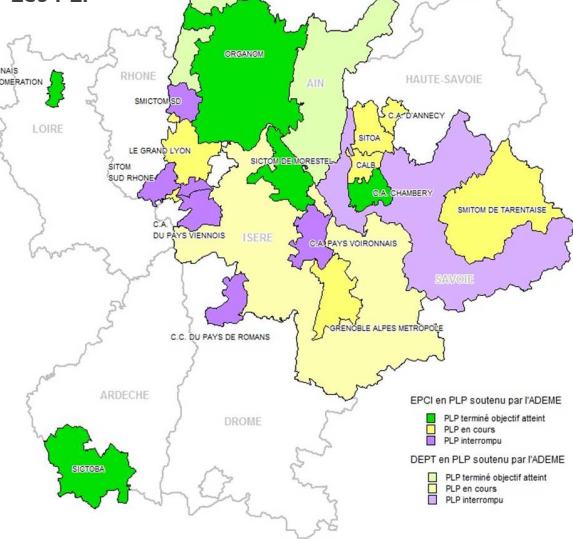 ORGANOM
NAIS
OMERATION
RHONE
AIN
HAUTE-SAVOIE
SMICTOM SD
C.A. D'ANNECY
LOIRE
SITOA
LE GRAND LYON
SICTOM DE MORESTEL
CALB
SITOM
SUD RHONE
C.A. CHAMBERY
SMITOM DE TARENTAISE
C.A.
DU PAYS VIENNOIS
ISERE
C.A. PAYS VOIRONNAIS
SAVOIE
GRENOBLE ALPES METROPOLE
C.C. DU PAYS DE ROMANS
ARDECHE
DROME
SICTOBA
EPCI en PLP soutenu par l'ADEME
PLP terminé objectif atteint
PLP en cours
PLP interrompu
DEPT en PLP soutenu par l'ADEME
PLP terminé objectif atteint
PLP en cours
PLP interrompu